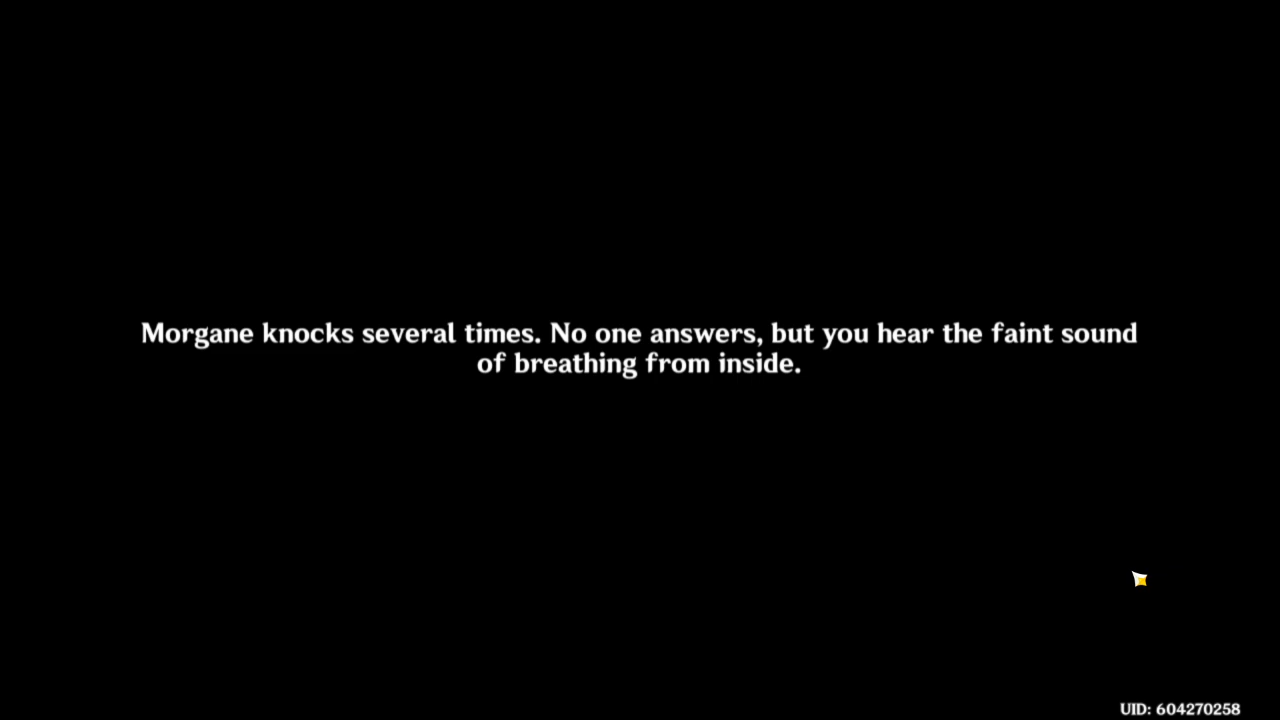 Morgane knocks several times. No one answers, but you hear the faint sound
of breathing from inside.
UID: 604270258